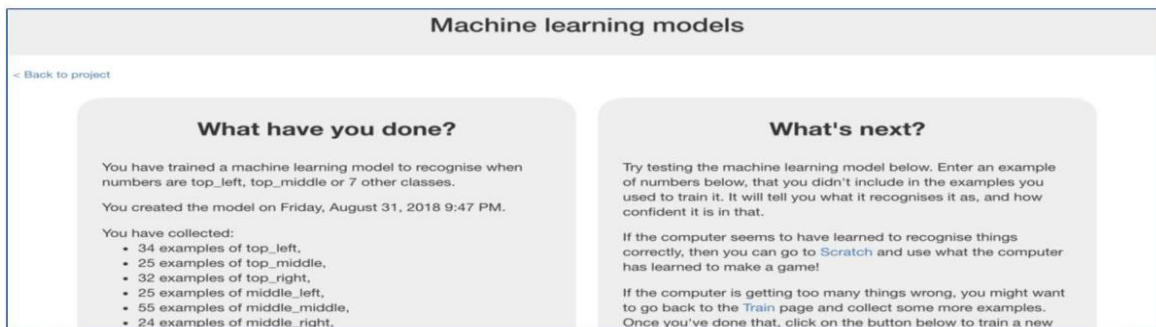 Machine learning models
< Back to project
What have you done?
You have trained a machine learning model to recognise when
numbers are top_left, top_middle or 7 other classes.
You created the model on Friday, August 31, 2018 9:47 PM.
You have collected:
• 34 examples of top_left,
• 25 examples of top_middle,
• 32 examples of top_right,
• 25 examples of middle_left,
• 55 examples of middle_middle,
• 24 examples of middle_right,
What's next?
Try testing the machine learning model below. Enter an example
of numbers below, that you didn't include in the examples you
used to train it. It will tell you what it recognises it as, and how
confident it is in that.
If the computer seems to have learned to recognise things
correctly, then you can go to Scratch and use what the computer
has learned to make a game!
If the computer is getting too many things wrong, you might want
to go back to the Train page and collect some more examples.
Once you've done that, click on the button below to train a new